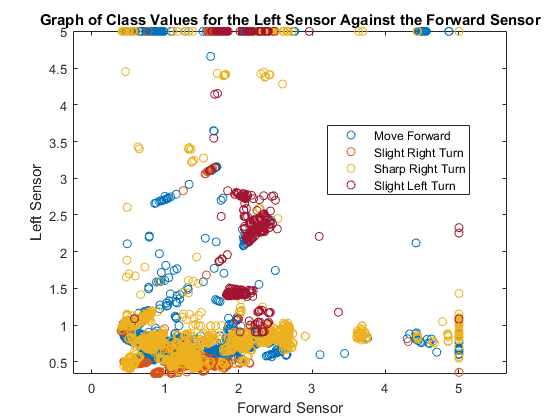 Graph of Class Values for the Left Sensor Against the Forward Sensor
5
4.5
4
3.5
3
2.5
2
1.5
1
0.5
Left Sensor
Move Forward
Slight Right Turn
Sharp Right Turn
Slight Left Turn
0 1 2 3 4 5
Forward Sensor